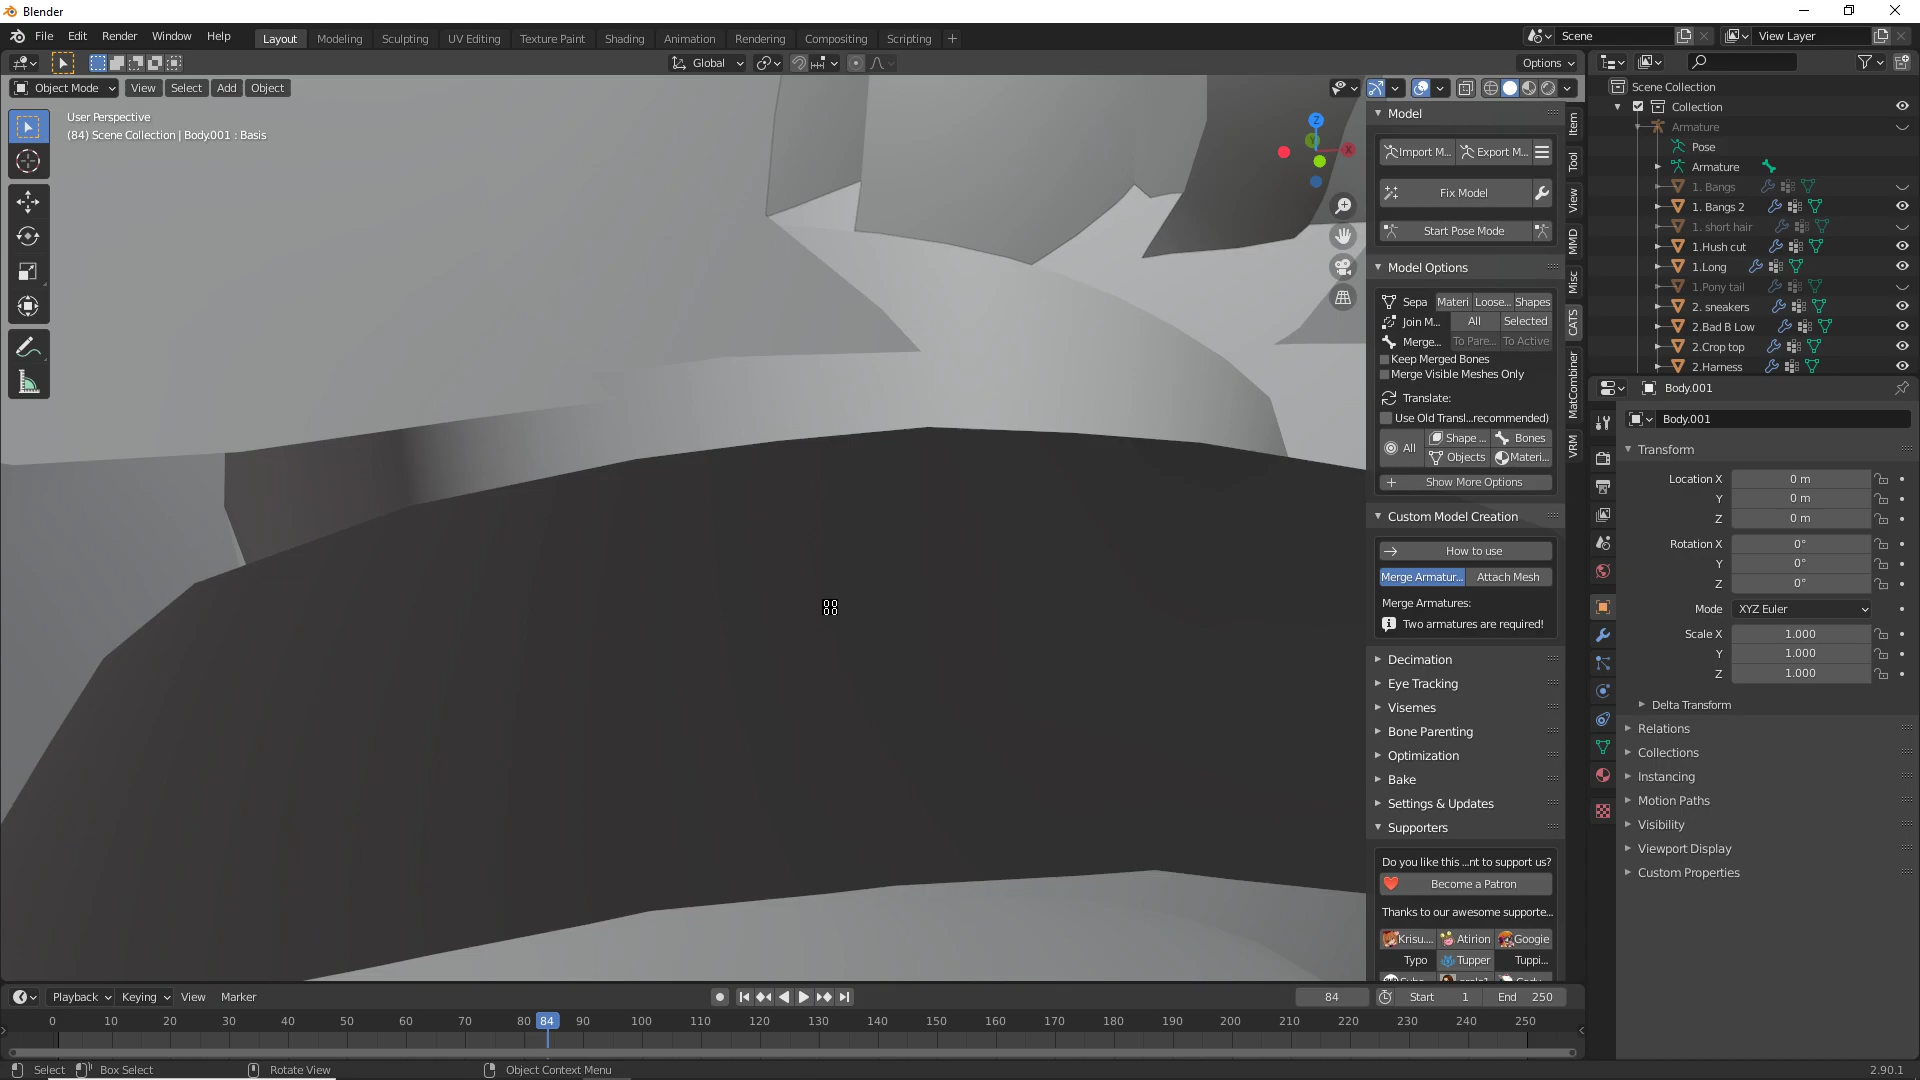 Blender
File Edit Render Window Help
Layout Modeling Sculpting UV Editing Texture Paint Shading Animation Rendering Compositing Scripting
Scene View Layer
Global Options
Object Mode View Select Add Object
User Perspective
(84) Scene Collection | Body.001 : Basis
Z
Y
X
Model
Import M... Export M...
Fix Model
Start Pose Mode
Model Options
Sepa Materi Loose... Shapes
Join M... All Selected
Merge... To Pare... To Active
Keep Merged Bones
Merge Visible Meshes Only
Translate:
Use Old Transl...recommended)
All Shape ... Bones
Objects Materi...
Show More Options
Custom Model Creation
How to use
Merge Armatur... Attach Mesh
Merge Armatures:
Two armatures are required!
Decimation
Eye Tracking
Visemes
Bone Parenting
Optimization
Bake
Settings & Updates
Supporters
Do you like this ...nt to support us?
Become a Patron
Thanks to our awesome supporte...
Krisu.... Atirion Googie
Typo Tupper Tuppi...
Item
Tool
View
MMD
Misc
CATS
MatCombiner
VRM
Scene Collection
Collection
Armature
Pose
Armature
1. Bangs
1. Bangs 2
1. short hair
1.Hush cut
1.Long
1.Pony tail
2. sneakers
2.Bad B Low
2.Crop top
2.Harness
Body.001
Body.001
Transform
Location X 0 m
Y 0 m
Z 0 m
Rotation X 0°
Y 0°
Z 0°
Mode XYZ Euler
Scale X 1.000
Y 1.000
Z 1.000
Delta Transform
Relations
Collections
Instancing
Motion Paths
Visibility
Viewport Display
Custom Properties
Playback Keying View Marker
84 Start 1 End 250
0 10 20 30 40 50 60 70 80 84 90 100 110 120 130 140 150 160 170 180 190 200 210 220 230 240 250
Select Box Select Rotate View Object Context Menu 2.90.1